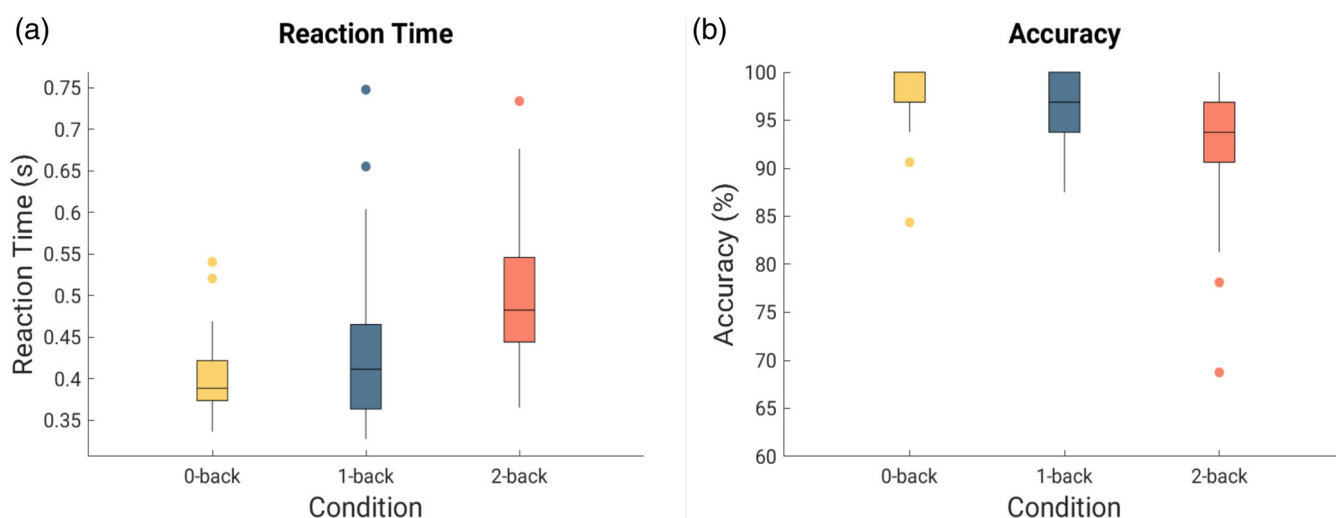 (a)
Reaction Time
Reaction Time (s)
0.75
0.7
0.65
0.6
0.55
0.5
0.45
0.4
0.35
0-back
1-back
2-back
Condition
(b)
Accuracy
Accuracy (%)
100
95
90
85
80
75
70
65
60
0-back
1-back
2-back
Condition